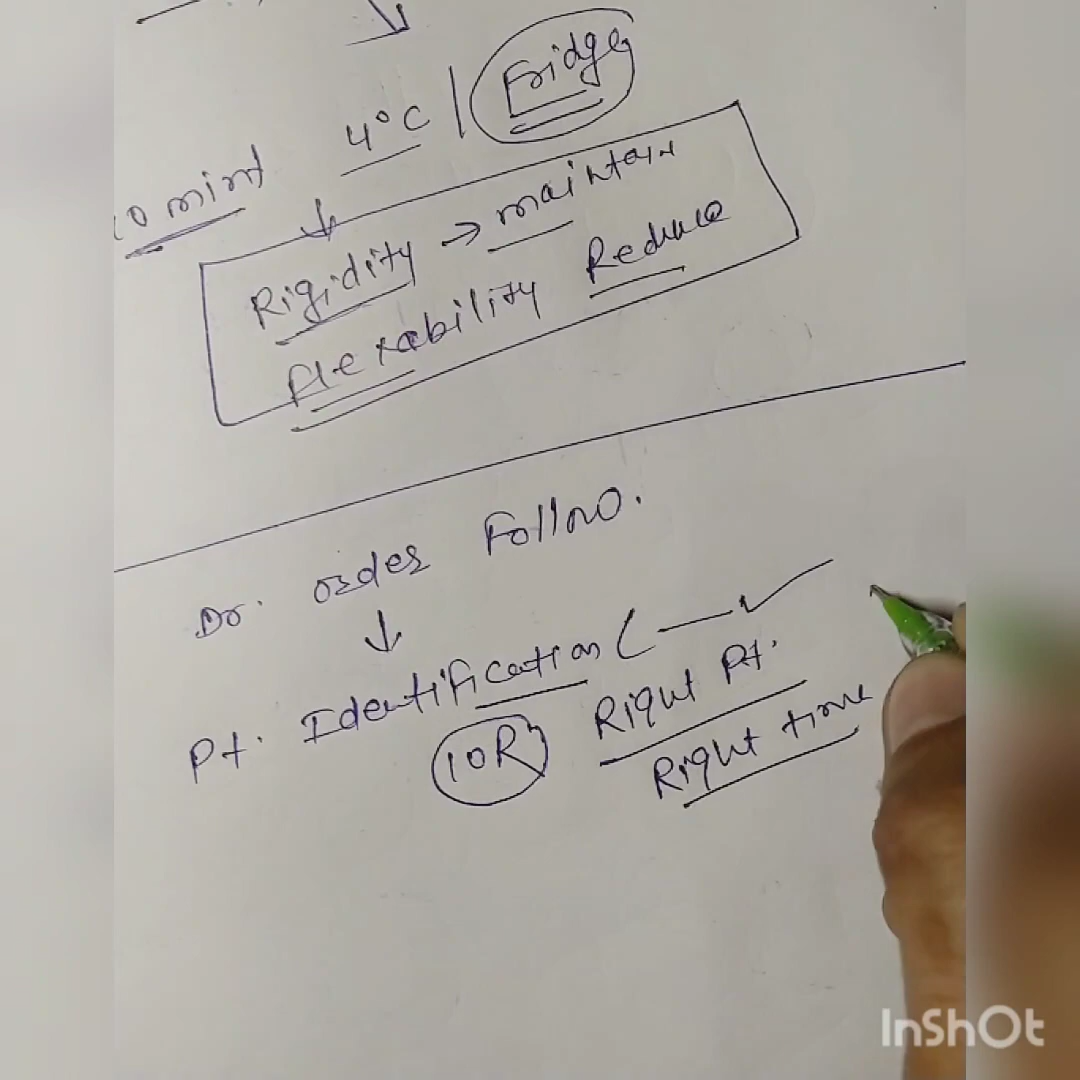 4°C | Fridge
10 mint
Rigidity → maintain
flexability Reduce
Dr. order Follow.
↓
Pt. Identification ( — ✓
10R Right Pt.
Right time
InShOt